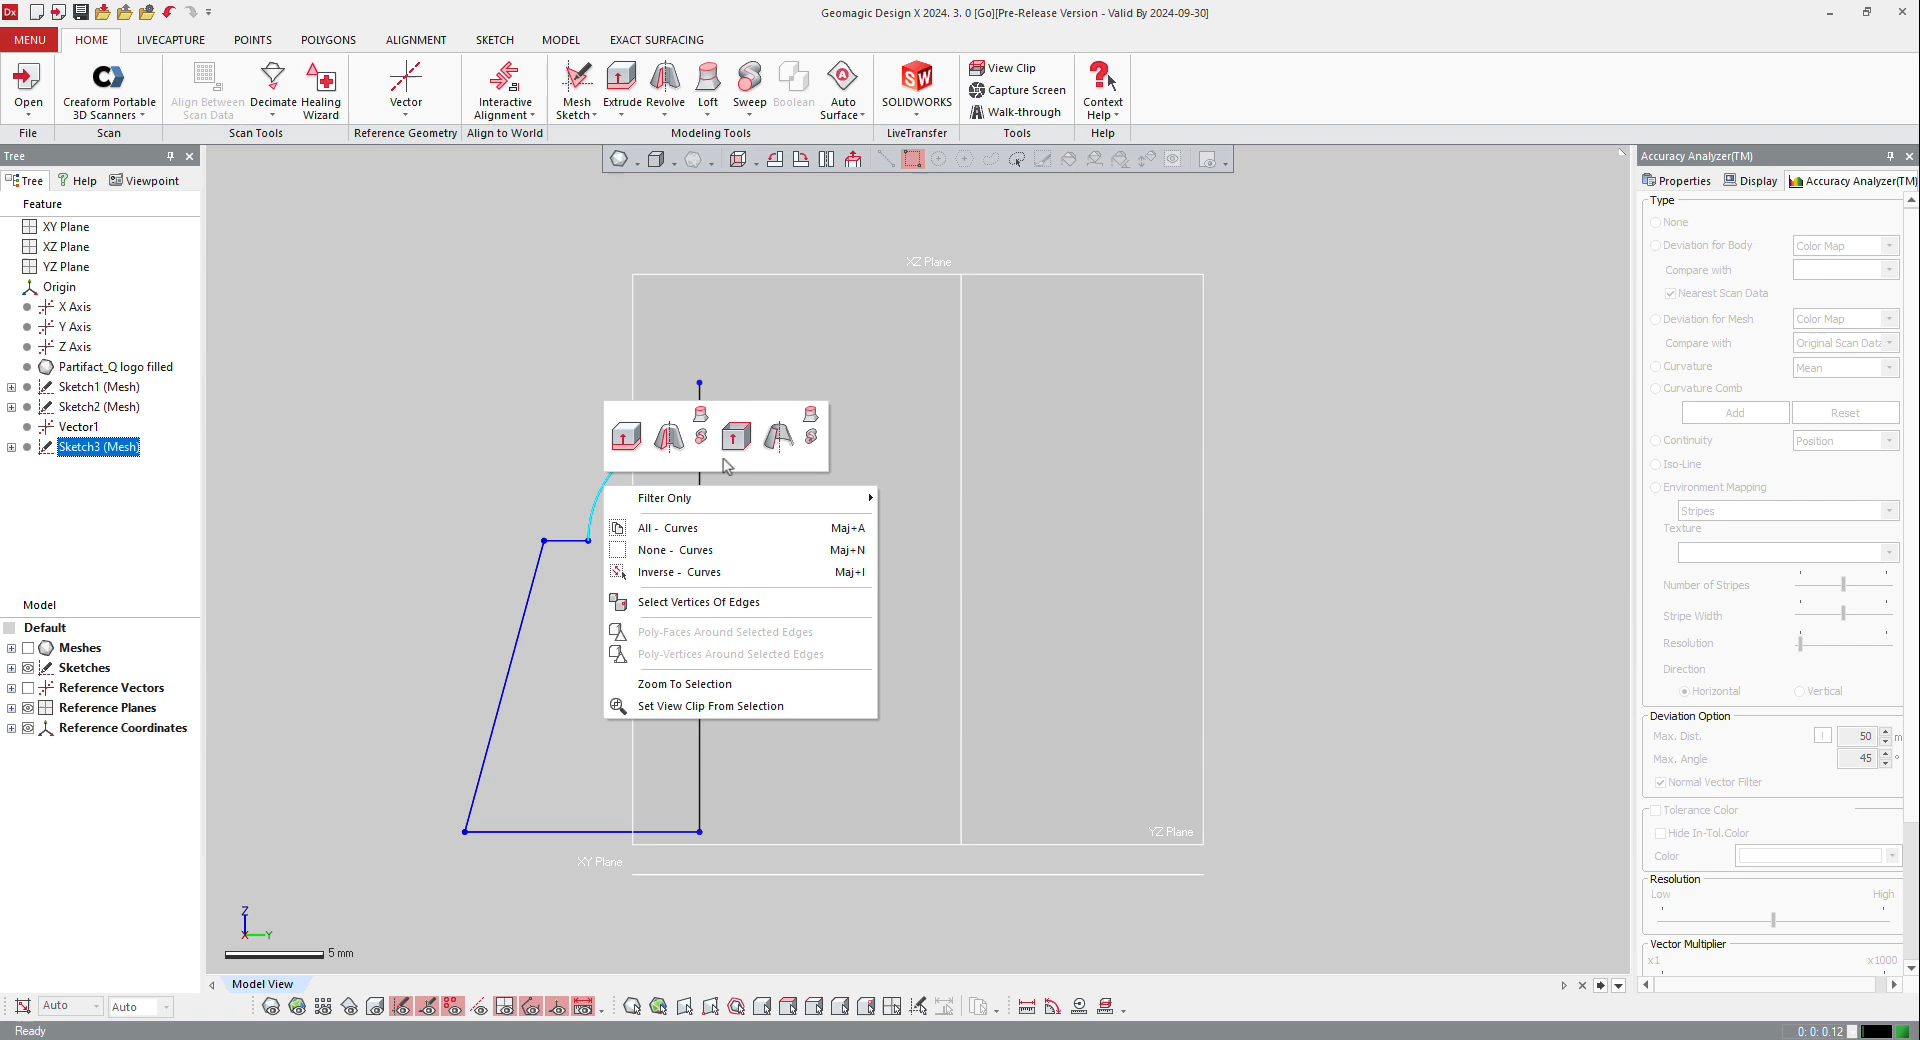 Dx
Geomagic Design X 2024. 3. 0 [Go][Pre-Release Version - Valid By 2024-09-30]
MENU HOME LIVECAPTURE POINTS POLYGONS ALIGNMENT SKETCH MODEL EXACT SURFACING
Open
Creaform Portable
3D Scanners
Align Between
Scan Data
Decimate
Healing
Wizard
Vector
Interactive
Alignment
Mesh
Sketch
Extrude
Revolve
Loft
Sweep
Boolean
Auto
Surface
SW
SOLIDWORKS
View Clip
Capture Screen
Walk-through
Context
Help
File Scan Scan Tools Reference Geometry Align to World Modeling Tools LiveTransfer Tools Help
Tree
Tree Help Viewpoint
Feature
XY Plane
XZ Plane
YZ Plane
Origin
X Axis
Y Axis
Z Axis
Partifact_Q logo filled
Sketch1 (Mesh)
Sketch2 (Mesh)
Vector1
Sketch3 (Mesh)
Model
Default
Meshes
Sketches
Reference Vectors
Reference Planes
Reference Coordinates
XZ Plane
Filter Only
All - Curves Maj+A
None - Curves Maj+N
Inverse - Curves Maj+I
Select Vertices Of Edges
Poly-Faces Around Selected Edges
Poly-Vertices Around Selected Edges
Zoom To Selection
Set View Clip From Selection
YZ Plane
XY Plane
Z
X
Y
5 mm
Model View
Accuracy Analyzer(TM)
Properties Display Accuracy Analyzer(TM)
Type
None
Deviation for Body Color Map
Compare with
Nearest Scan Data
Deviation for Mesh Color Map
Compare with Original Scan Data
Curvature Mean
Curvature Comb
Add Reset
Continuity Position
Iso-Line
Environment Mapping
Stripes
Texture
Number of Stripes
Stripe Width
Resolution
Direction
Horizontal Vertical
Deviation Option
Max. Dist. ! 50 m
Max. Angle 45 °
Normal Vector Filter
Tolerance Color
Hide In-Tol.Color
Color
Resolution
Low High
Vector Multiplier
x1 x1000
Auto Auto
Ready
0: 0: 0.12